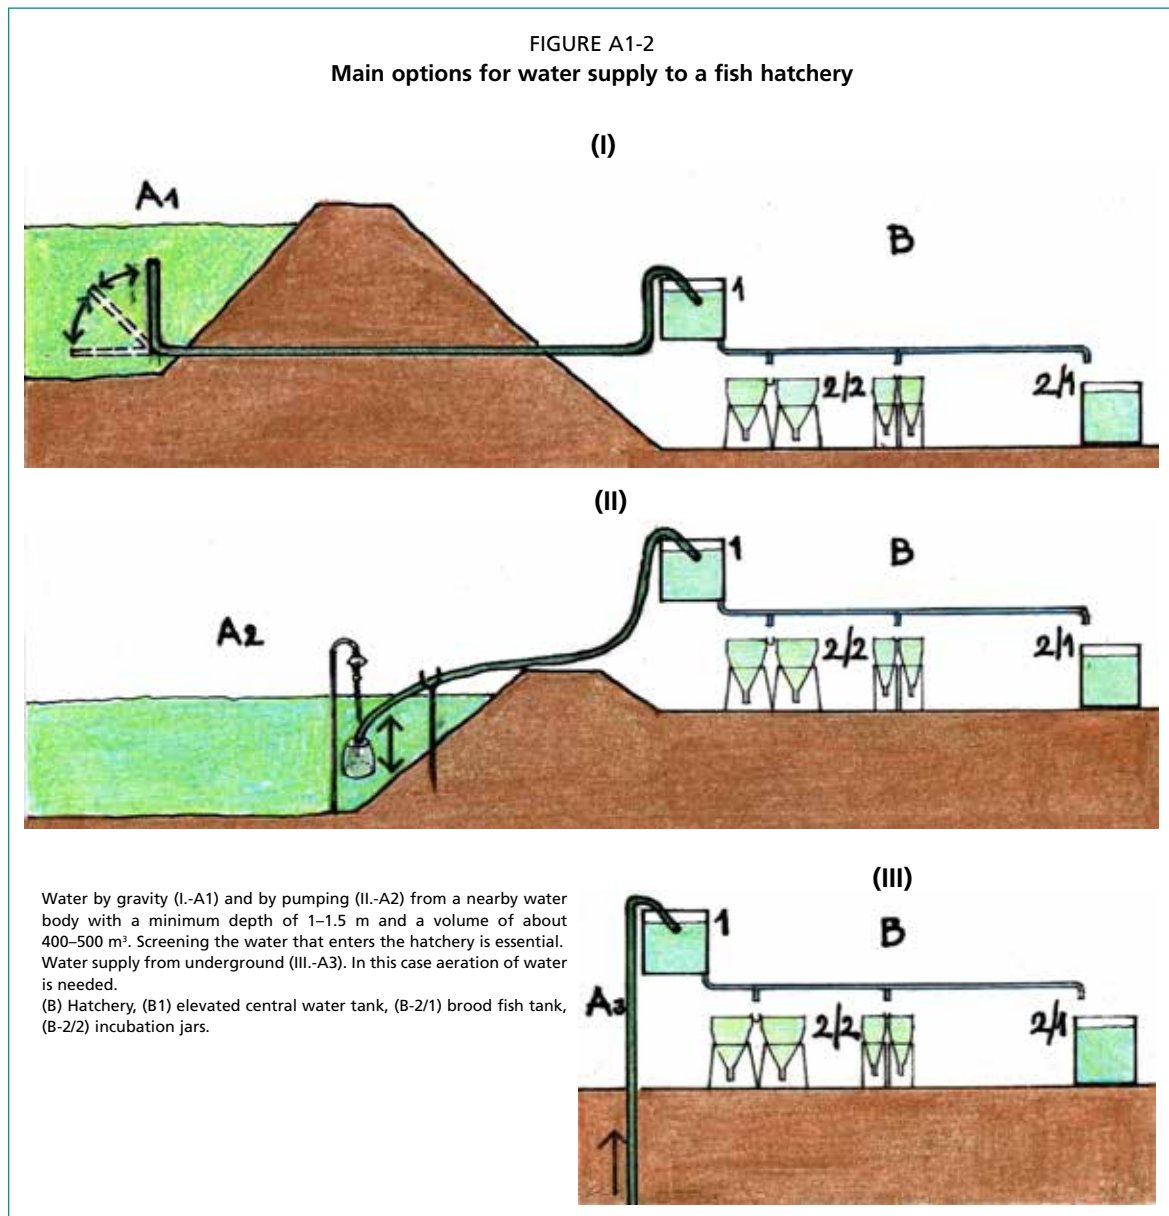 FIGURE A1-2
Main options for water supply to a fish hatchery
(I)
A1
B
1
2/2
2/1
(II)
A2
B
1
2/2
2/1
Water by gravity (I.-A1) and by pumping (II.-A2) from a nearby water
body with a minimum depth of 1–1.5 m and a volume of about
400–500 m³. Screening the water that enters the hatchery is essential.
Water supply from underground (III.-A3). In this case aeration of water
is needed.
(B) Hatchery, (B1) elevated central water tank, (B-2/1) brood fish tank,
(B-2/2) incubation jars.
(III)
1
B
A3
2/2
2/1